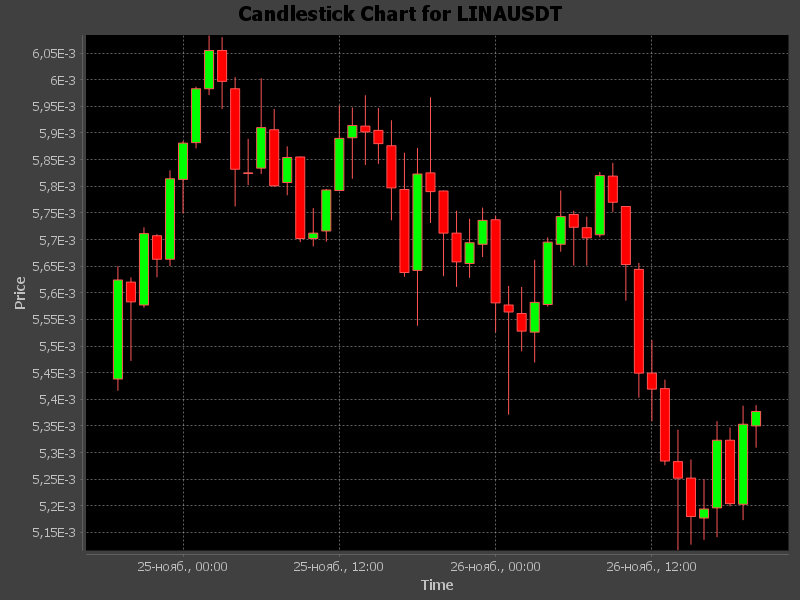 Candlestick Chart for LINAUSDT
6,05E-3
6E-3
5,95E-3
5,9E-3
5,85E-3
5,8E-3
5,75E-3
5,7E-3
5,65E-3
5,6E-3
5,55E-3
5,5E-3
5,45E-3
5,4E-3
5,35E-3
5,3E-3
5,25E-3
5,2E-3
5,15E-3
Price
25-нояб., 00:00 25-нояб., 12:00 26-нояб., 00:00 26-нояб., 12:00
Time